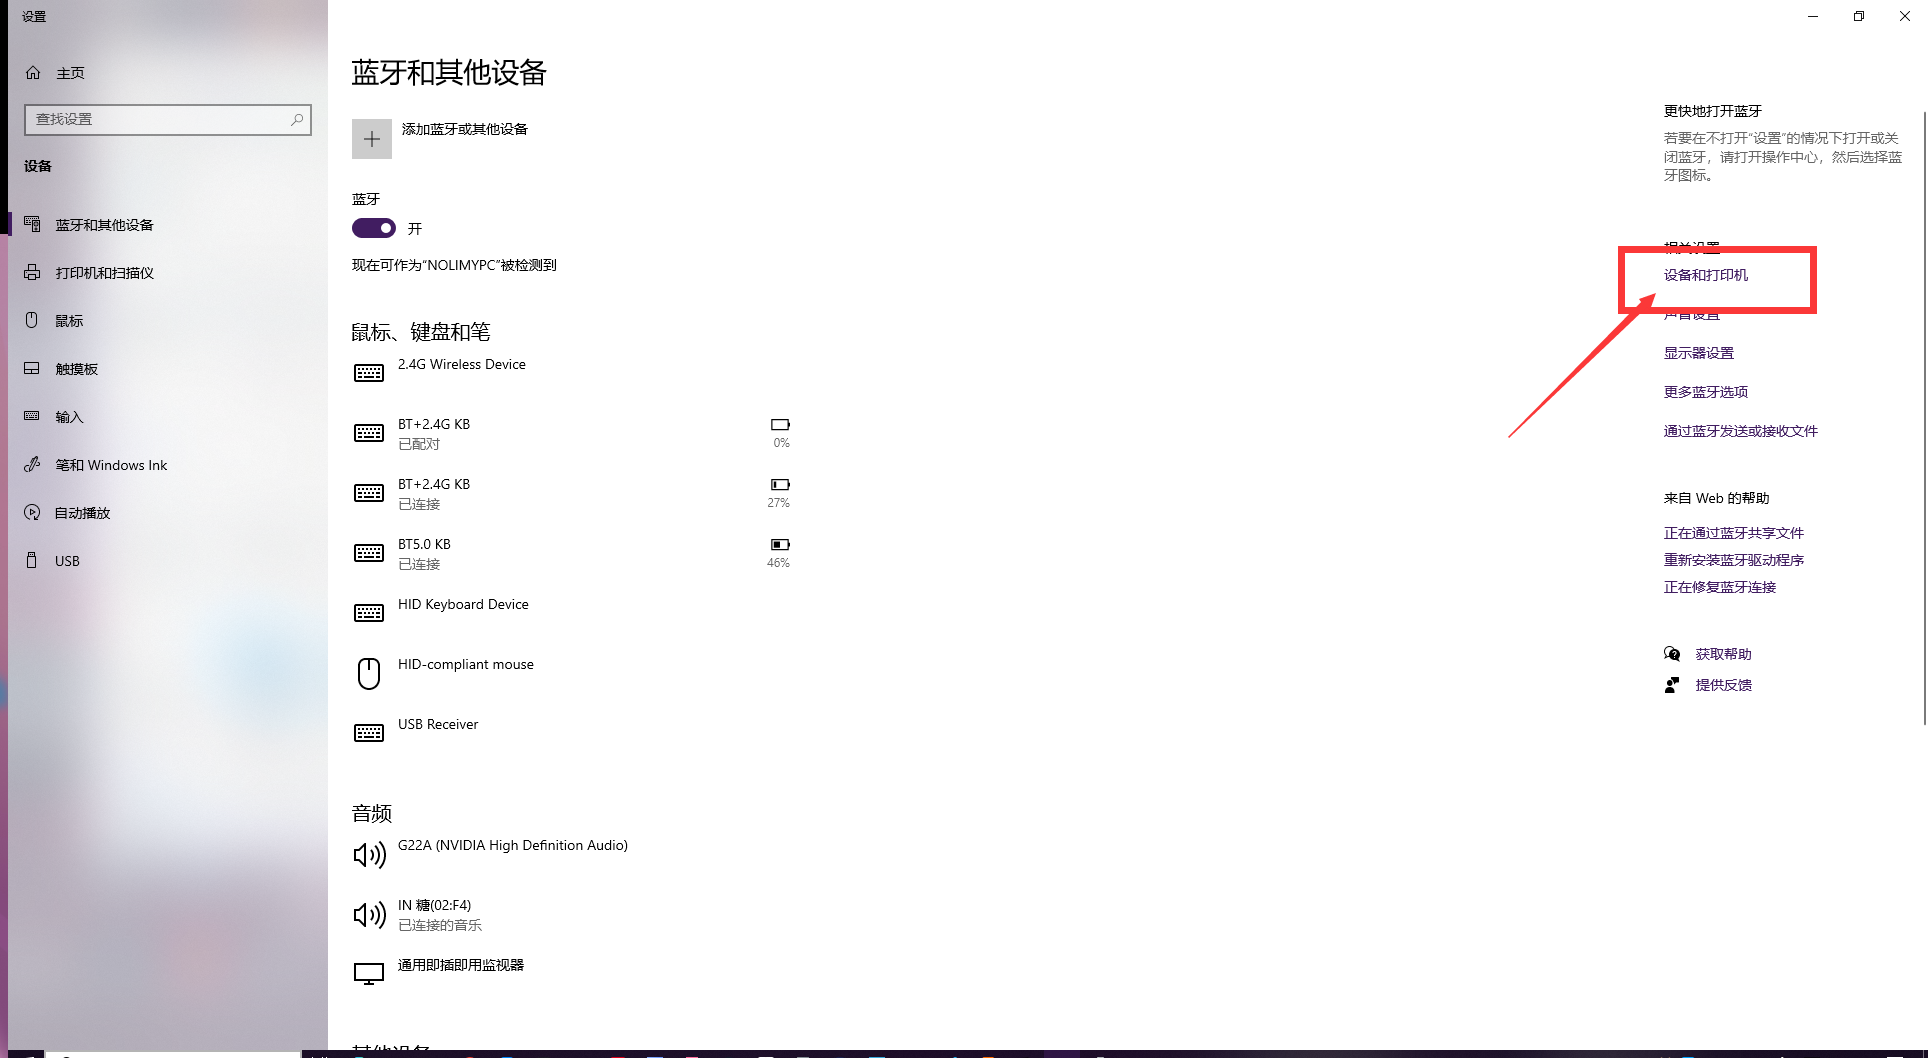 设置
主页
查找设置
设备
蓝牙和其他设备
打印机和扫描仪
鼠标
触摸板
输入
笔和 Windows Ink
自动播放
USB
蓝牙和其他设备
添加蓝牙或其他设备
蓝牙
开
现在可作为“NOLIMYPC”被检测到
鼠标、键盘和笔
2.4G Wireless Device
BT+2.4G KB
已配对
0%
BT+2.4G KB
已连接
27%
BT5.0 KB
已连接
46%
HID Keyboard Device
HID-compliant mouse
USB Receiver
音频
G22A (NVIDIA High Definition Audio)
IN 糖(02:F4)
已连接的音乐
通用即插即用监视器
其他设备
更快地打开蓝牙
若要在不打开“设置”的情况下打开或关
闭蓝牙，请打开操作中心，然后选择蓝
牙图标。
相关设置
设备和打印机
声音设置
显示器设置
更多蓝牙选项
通过蓝牙发送或接收文件
来自 Web 的帮助
正在通过蓝牙共享文件
重新安装蓝牙驱动程序
正在修复蓝牙连接
获取帮助
提供反馈